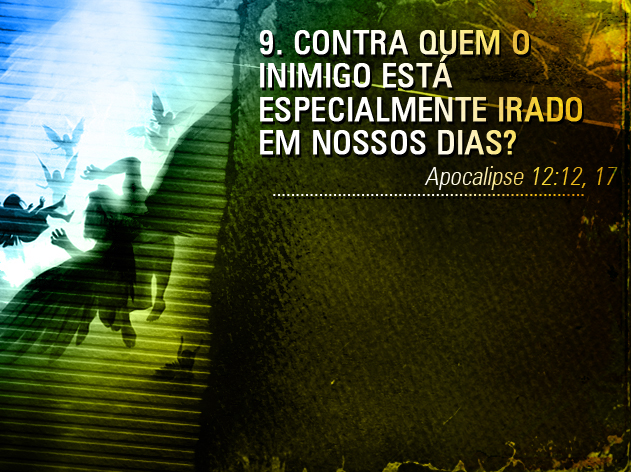 9. CONTRA QUEM O
INIMIGO ESTÁ
ESPECIALMENTE IRADO
EM NOSSOS DIAS?
Apocalipse 12:12, 17